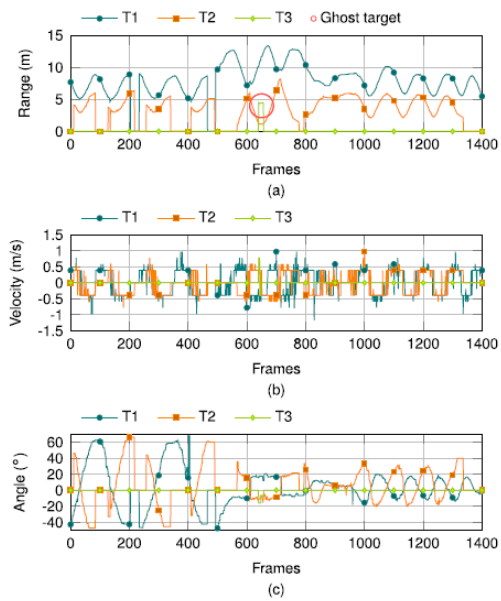 T1 T2 T3 Ghost target
15
10
5
0
Range (m)
0 200 400 600 800 1000 1200 1400
Frames
(a)
T1 T2 T3
1.5
1
0.5
0
-0.5
-1
-1.5
Velocity (m/s)
0 200 400 600 800 1000 1200 1400
Frames
(b)
T1 T2 T3
60
40
20
0
-20
-40
Angle (°)
0 200 400 600 800 1000 1200 1400
Frames
(c)